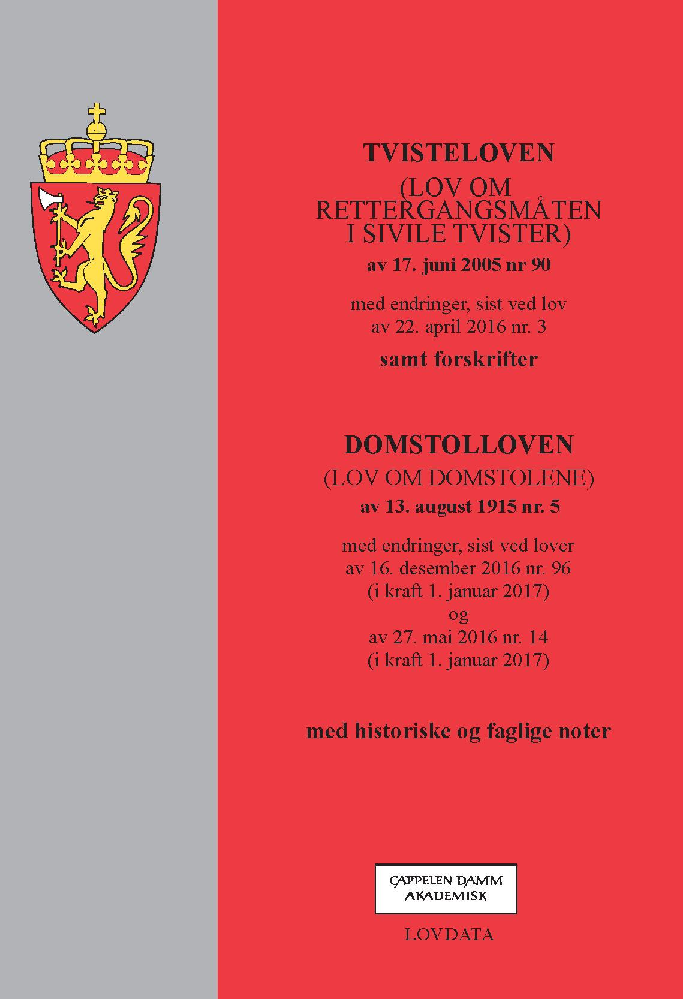 TVISTELOVEN
(LOV OM
RETTERGANGSMÅTEN
I SIVILE TVISTER)
av 17. juni 2005 nr 90
med endringer, sist ved lov
av 22. april 2016 nr. 3
samt forskrifter
DOMSTOLLOVEN
(LOV OM DOMSTOLENE)
av 13. august 1915 nr. 5
med endringer, sist ved lover
av 16. desember 2016 nr. 96
(i kraft 1. januar 2017)
og
av 27. mai 2016 nr. 14
(i kraft 1. januar 2017)
med historiske og faglige noter
CAPPELEN DAMM
AKADEMISK
LOVDATA